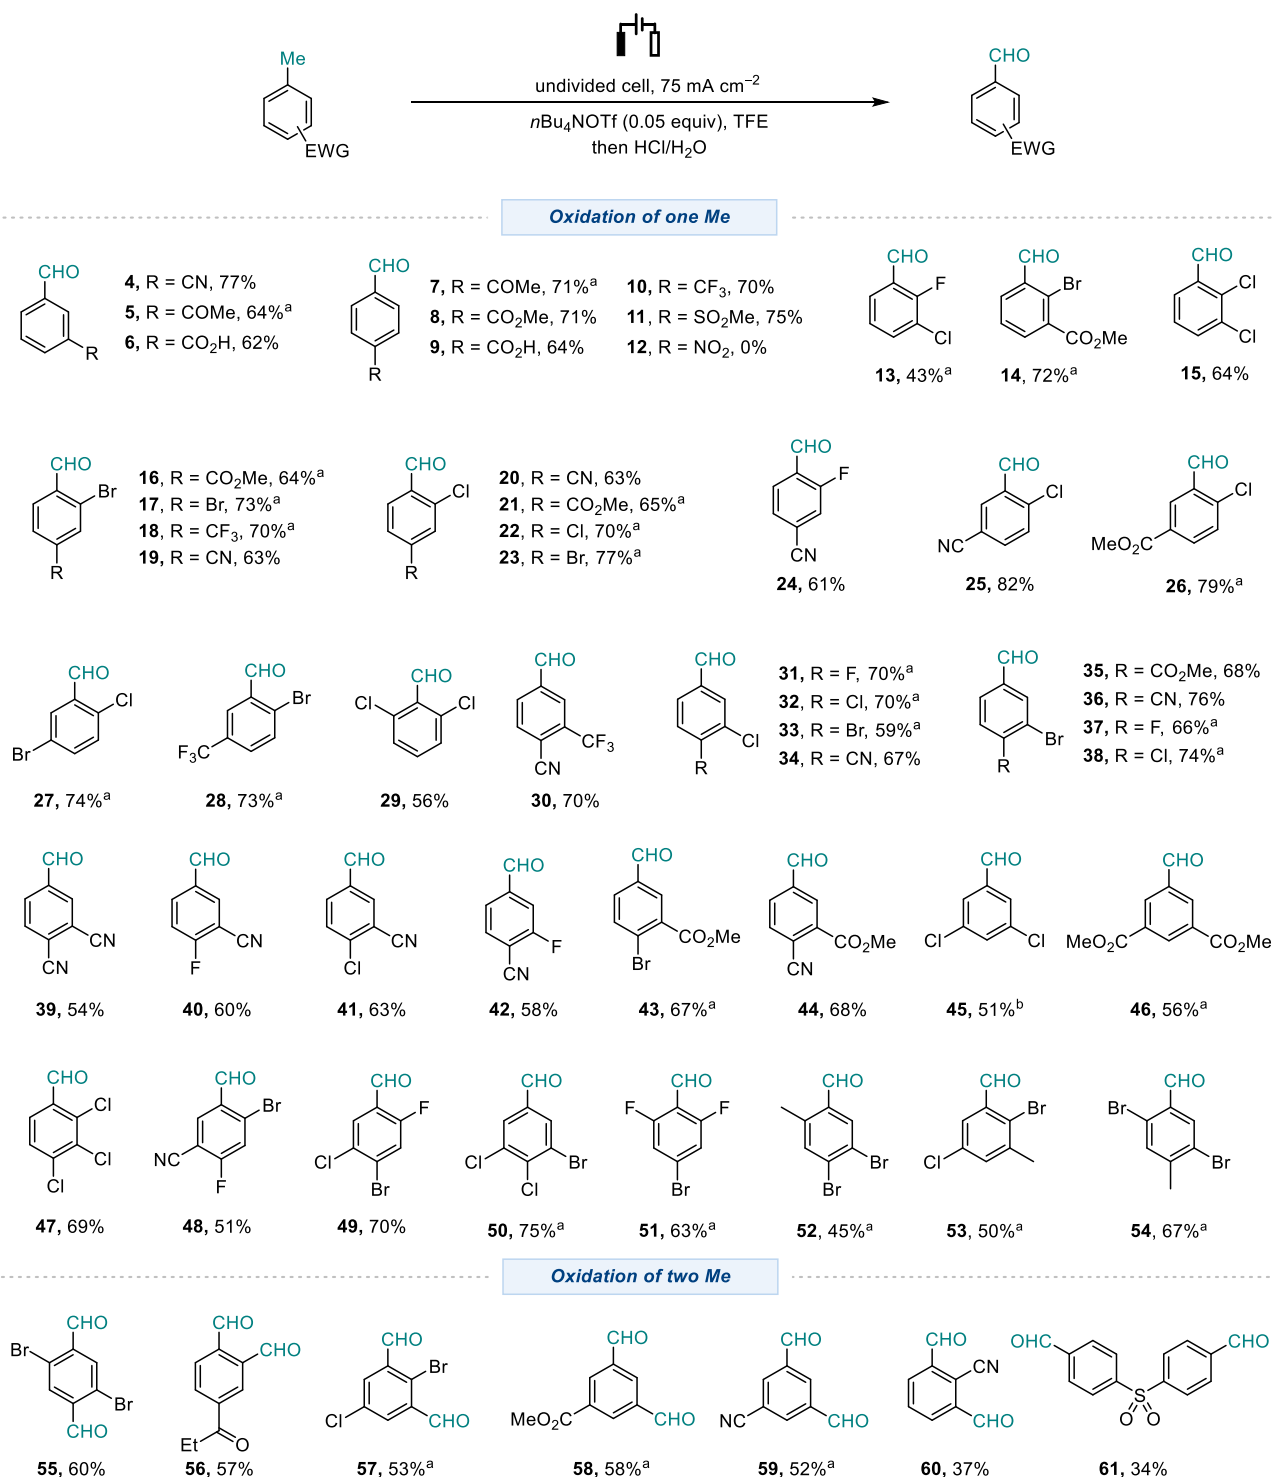 Me
EWG
undivided cell, 75 mA cm–2
nBu4NOTf (0.05 equiv), TFE
then HCl/H2O
CHO
EWG
Oxidation of one Me
CHO
R
4, R = CN, 77%
5, R = COMe, 64%a
6, R = CO2H, 62%
CHO
R
7, R = COMe, 71%a
8, R = CO2Me, 71%
9, R = CO2H, 64%
10, R = CF3, 70%
11, R = SO2Me, 75%
12, R = NO2, 0%
CHO
F
Cl
13, 43%a
CHO
Br
CO2Me
14, 72%a
CHO
Cl
Cl
15, 64%
CHO
Br
R
16, R = CO2Me, 64%a
17, R = Br, 73%a
18, R = CF3, 70%a
19, R = CN, 63%
CHO
Cl
R
20, R = CN, 63%
21, R = CO2Me, 65%a
22, R = Cl, 70%a
23, R = Br, 77%a
CHO
F
CN
24, 61%
CHO
Cl
NC
25, 82%
CHO
Cl
MeO2C
26, 79%a
CHO
Cl
Br
27, 74%a
CHO
Br
F3C
28, 73%a
CHO
Cl
Cl
29, 56%
CHO
CF3
CN
30, 70%
CHO
Cl
R
31, R = F, 70%a
32, R = Cl, 70%a
33, R = Br, 59%a
34, R = CN, 67%
CHO
Br
R
35, R = CO2Me, 68%
36, R = CN, 76%
37, R = F, 66%a
38, R = Cl, 74%a
CHO
CN
CN
39, 54%
CHO
CN
F
40, 60%
CHO
CN
Cl
41, 63%
CHO
F
CN
42, 58%
CHO
CO2Me
Br
43, 67%a
CHO
CO2Me
CN
44, 68%
CHO
Cl
Cl
45, 51%b
CHO
MeO2C
CO2Me
46, 56%a
CHO
Cl
Cl
Cl
47, 69%
CHO
Br
NC
F
48, 51%
CHO
F
Cl
Br
49, 70%
CHO
Cl
Br
Cl
50, 75%a
CHO
F
F
Br
51, 63%a
CHO
Br
Br
52, 45%a
CHO
Br
Cl
53, 50%a
CHO
Br
Br
54, 67%a
Oxidation of two Me
CHO
Br
Br
CHO
55, 60%
CHO
CHO
Et
O
56, 57%
CHO
Br
Cl
CHO
57, 53%a
CHO
MeO2C
CHO
58, 58%a
CHO
NC
CHO
59, 52%a
CHO
CN
CHO
60, 37%
OHC
CHO
S
O O
61, 34%